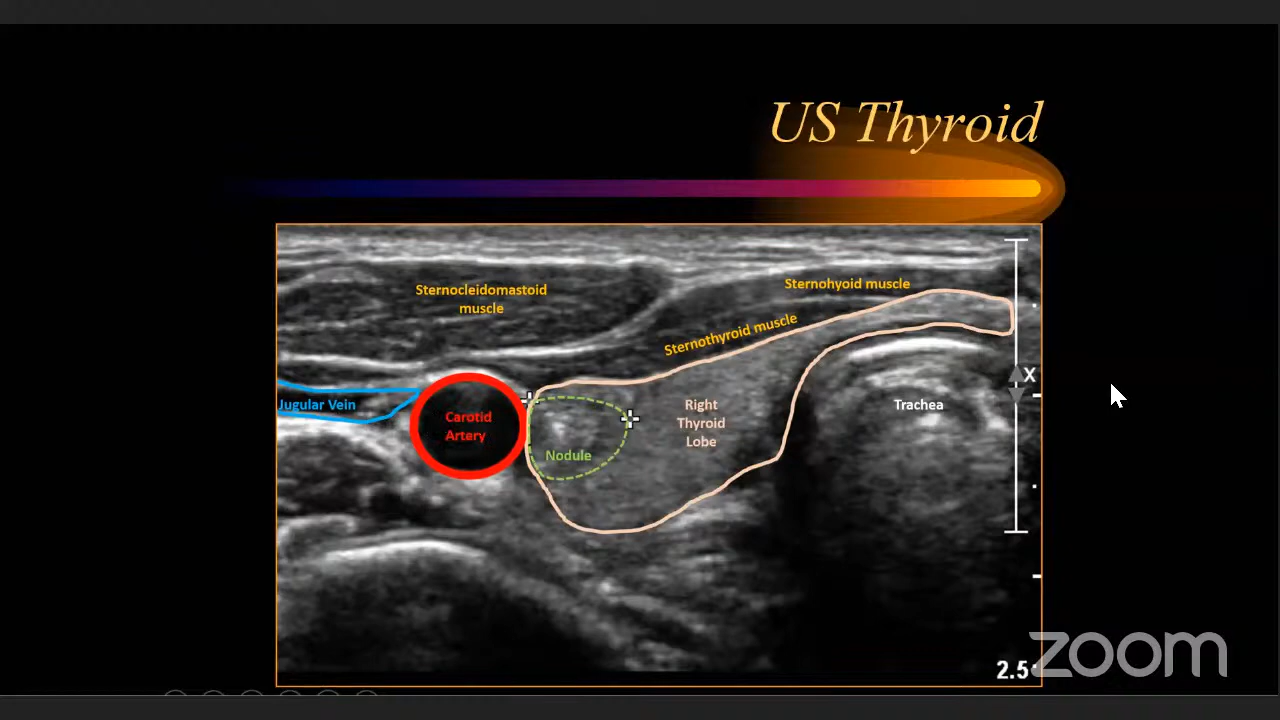 US Thyroid
Sternocleidomastoid
muscle
Sternohyoid muscle
Sternothyroid muscle
X
Jugular Vein
Carotid
Artery
Right
Thyroid
Lobe
Trachea
Nodule
2.5
zoom